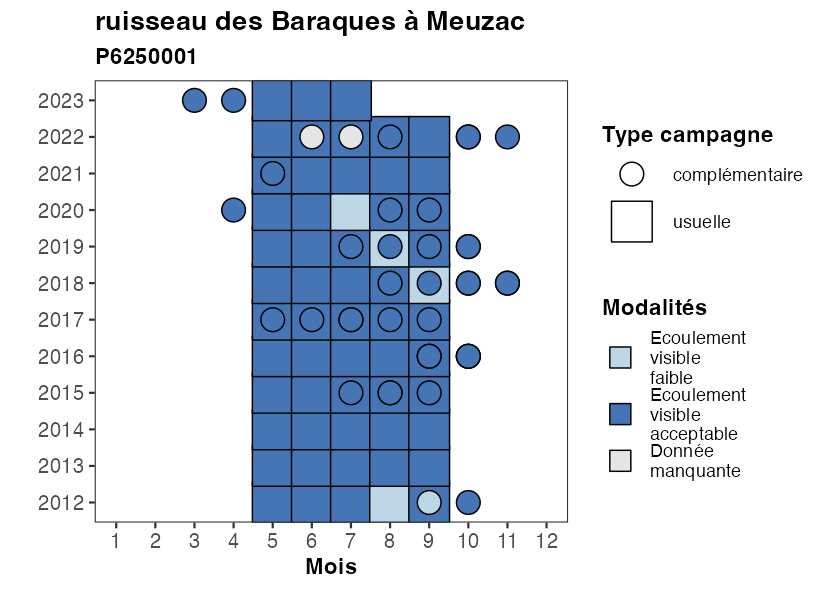 ruisseau des Baraques à Meuzac
P6250001
2023
2022
2021
2020
2019
2018
2017
2016
2015
2014
2013
2012
1 2 3 4 5 6 7 8 9 10 11 12
Mois
Type campagne
complémentaire
usuelle
Modalités
Ecoulement
visible
faible
Ecoulement
visible
acceptable
Donnée
manquante